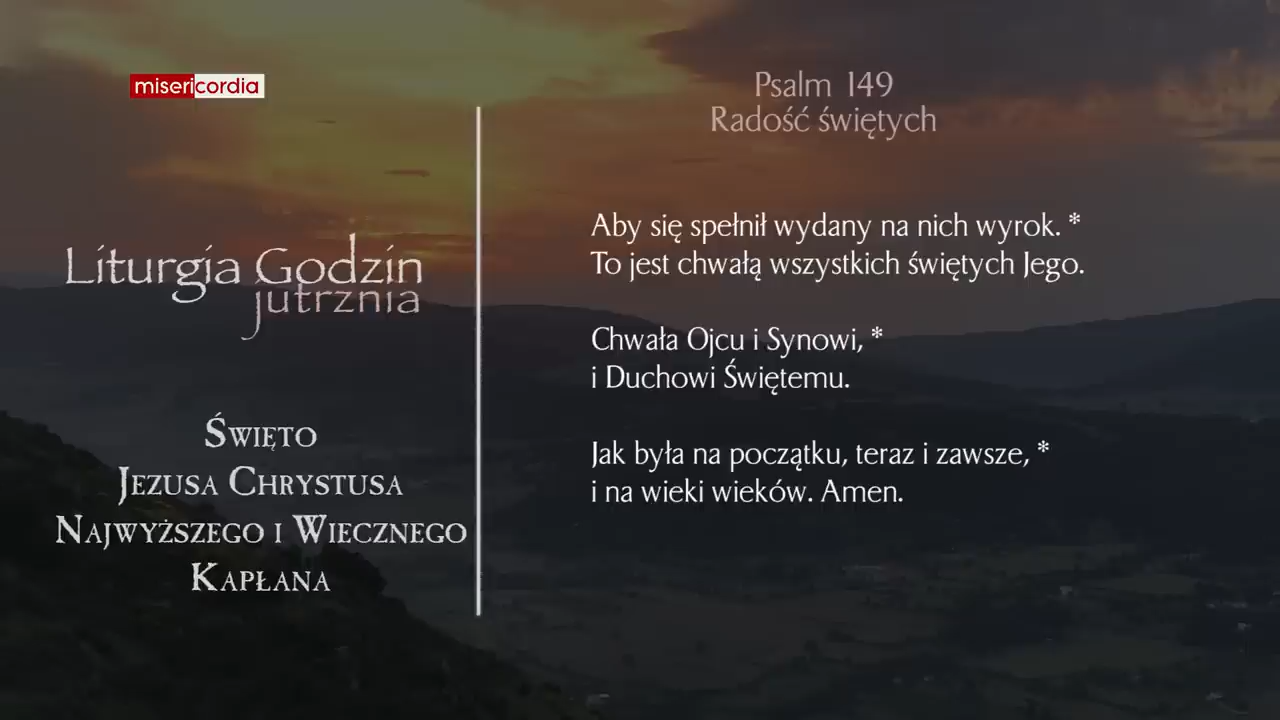 misericordia
Liturgia Godzin
jutrznia
Święto
Jezusa Chrystusa
Najwyższego i Wiecznego
Kapłana
Psalm 149
Radość świętych
Aby się spełnił wydany na nich wyrok. *
To jest chwałą wszystkich świętych Jego.
Chwała Ojcu i Synowi, *
i Duchowi Świętemu.
Jak była na początku, teraz i zawsze, *
i na wieki wieków. Amen.